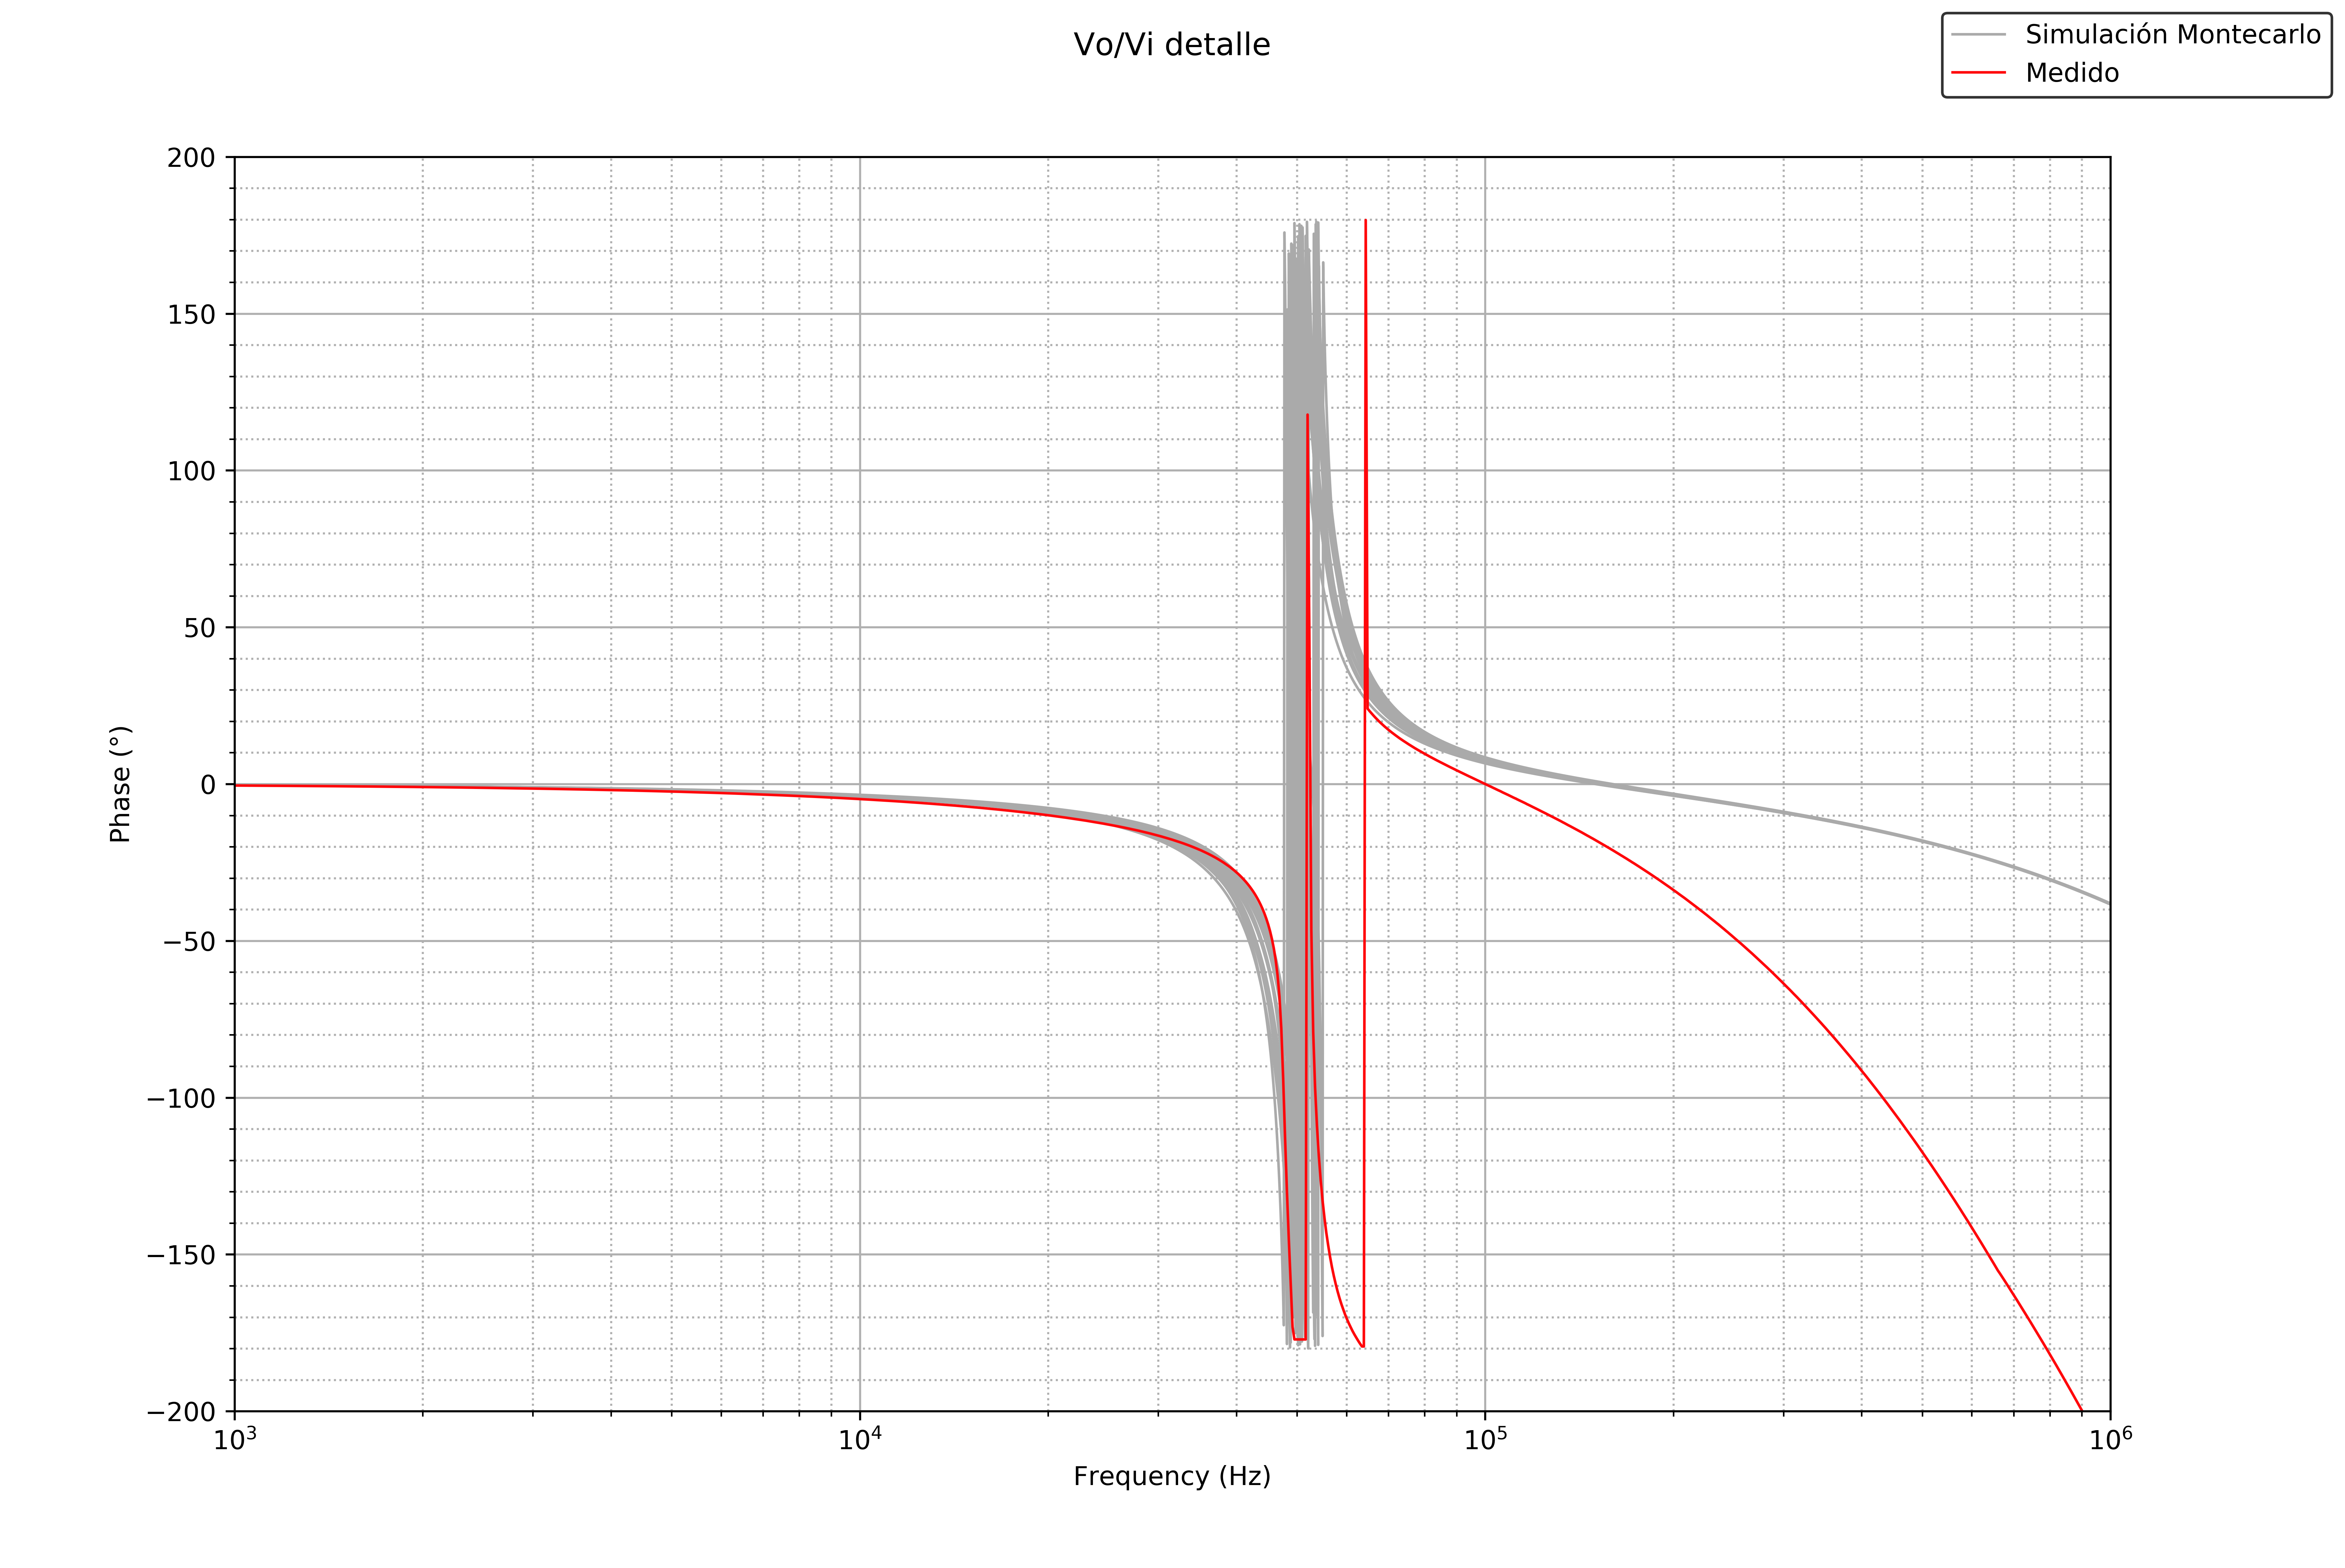 Vo/Vi detalle
Simulación Montecarlo
Medido
200
150
100
50
0
−50
−100
−150
−200
Phase (°)
10³
10⁴
10⁵
10⁶
Frequency (Hz)